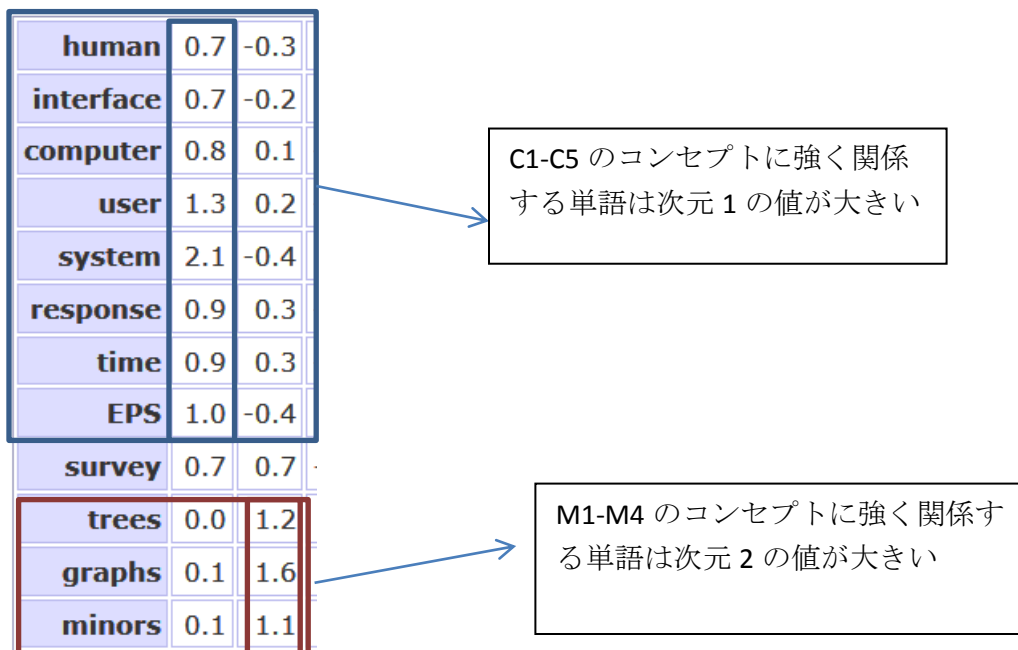 human 0.7 -0.3
interface 0.7 -0.2
computer 0.8 0.1
user 1.3 0.2
system 2.1 -0.4
response 0.9 0.3
time 0.9 0.3
EPS 1.0 -0.4
survey 0.7 0.7
trees 0.0 1.2
graphs 0.1 1.6
minors 0.1 1.1
C1-C5 のコンセプトに強く関係
する単語は次元 1 の値が大きい
M1-M4 のコンセプトに強く関係す
る単語は次元 2 の値が大きい